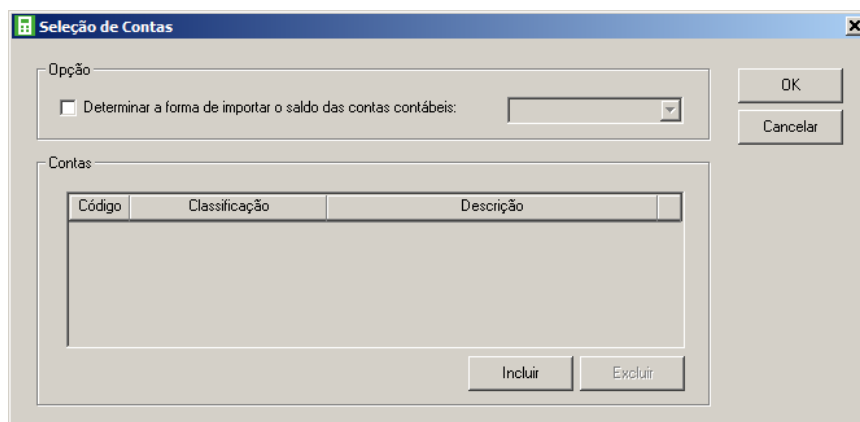 Seleção de Contas
Opção
Determinar a forma de importar o saldo das contas contábeis:
OK
Cancelar
Contas
Código Classificação Descrição
Incluir Excluir